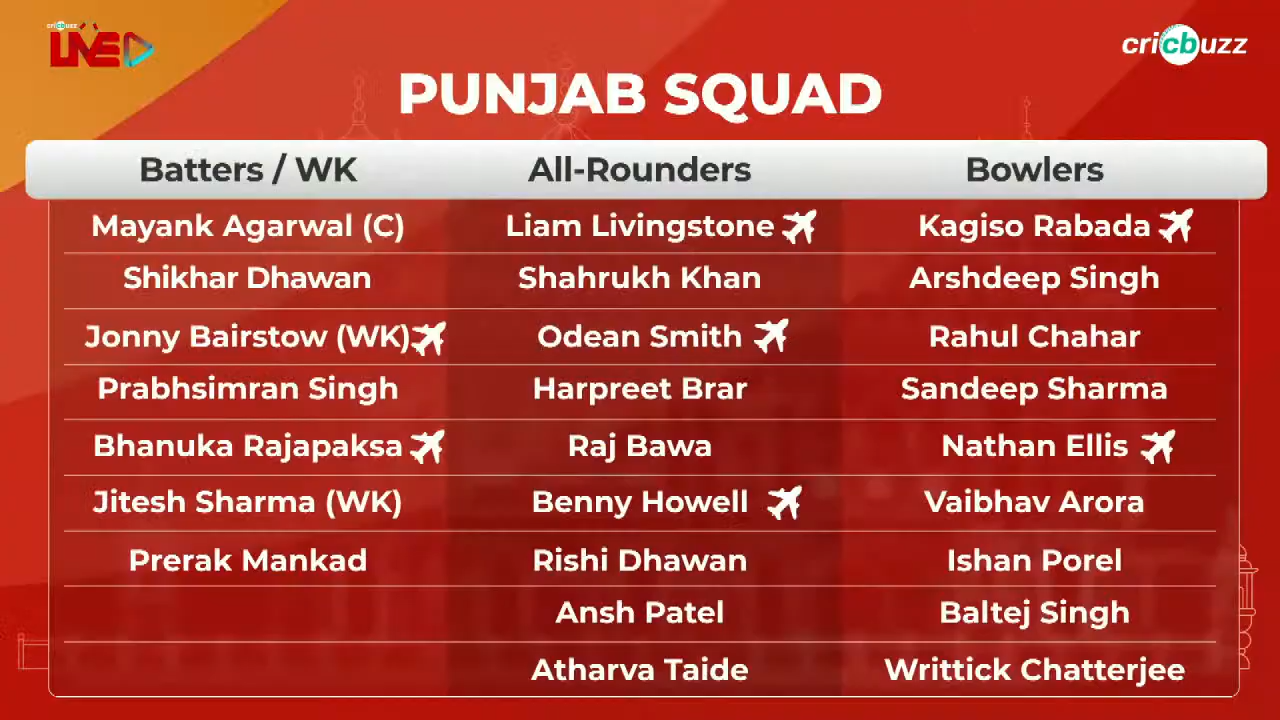 cricbuzz
LIVE
cricbuzz
PUNJAB SQUAD
Batters / WK All-Rounders Bowlers
Mayank Agarwal (C) Liam Livingstone Kagiso Rabada
Shikhar Dhawan Shahrukh Khan Arshdeep Singh
Jonny Bairstow (WK) Odean Smith Rahul Chahar
Prabhsimran Singh Harpreet Brar Sandeep Sharma
Bhanuka Rajapaksa Raj Bawa Nathan Ellis
Jitesh Sharma (WK) Benny Howell Vaibhav Arora
Prerak Mankad Rishi Dhawan Ishan Porel
Ansh Patel Baltej Singh
Atharva Taide Writtick Chatterjee